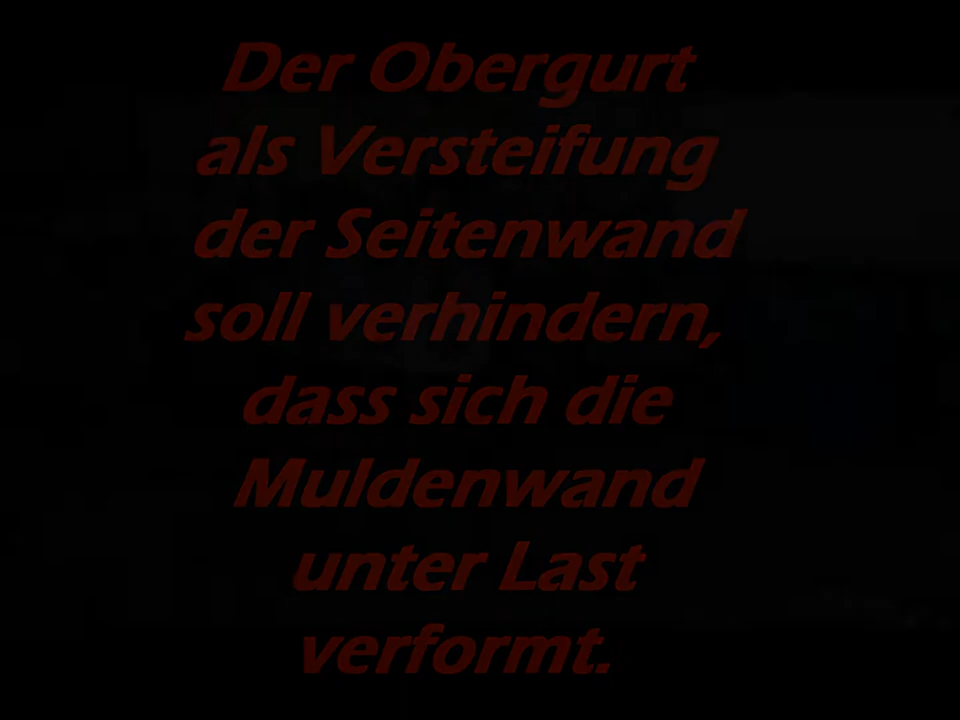 Der Obergurt
als Versteifung
der Seitenwand
soll verhindern,
dass sich die
Muldenwand
unter Last
verformt.